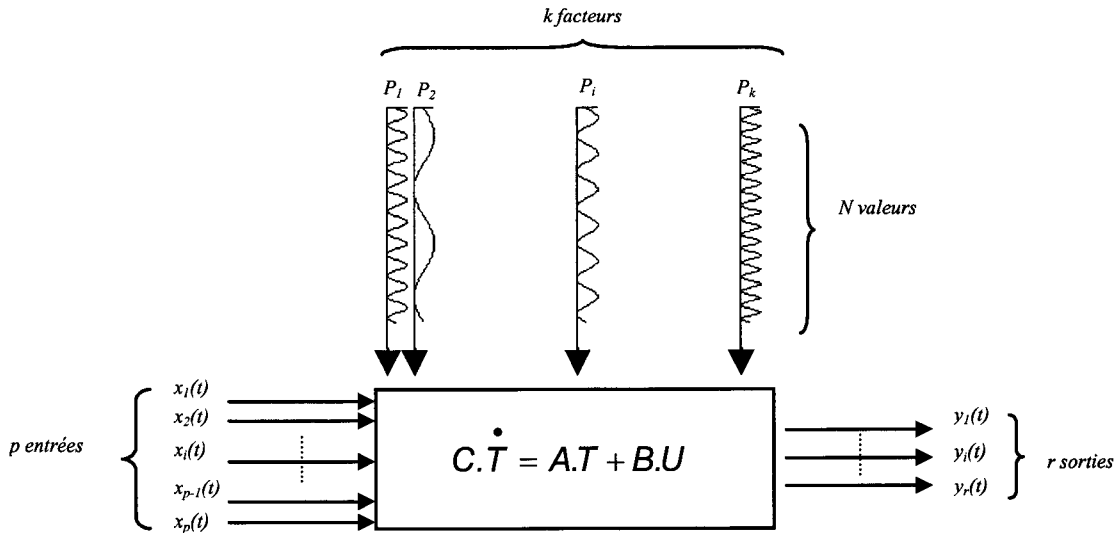 k facteurs
P1 P2 Pi Pk
N valeurs
x1(t)
x2(t)
xi(t)
xp-1(t)
xp(t)
p entrées
C.Ṫ = A.T + B.U
y1(t)
yi(t)
yr(t)
r sorties